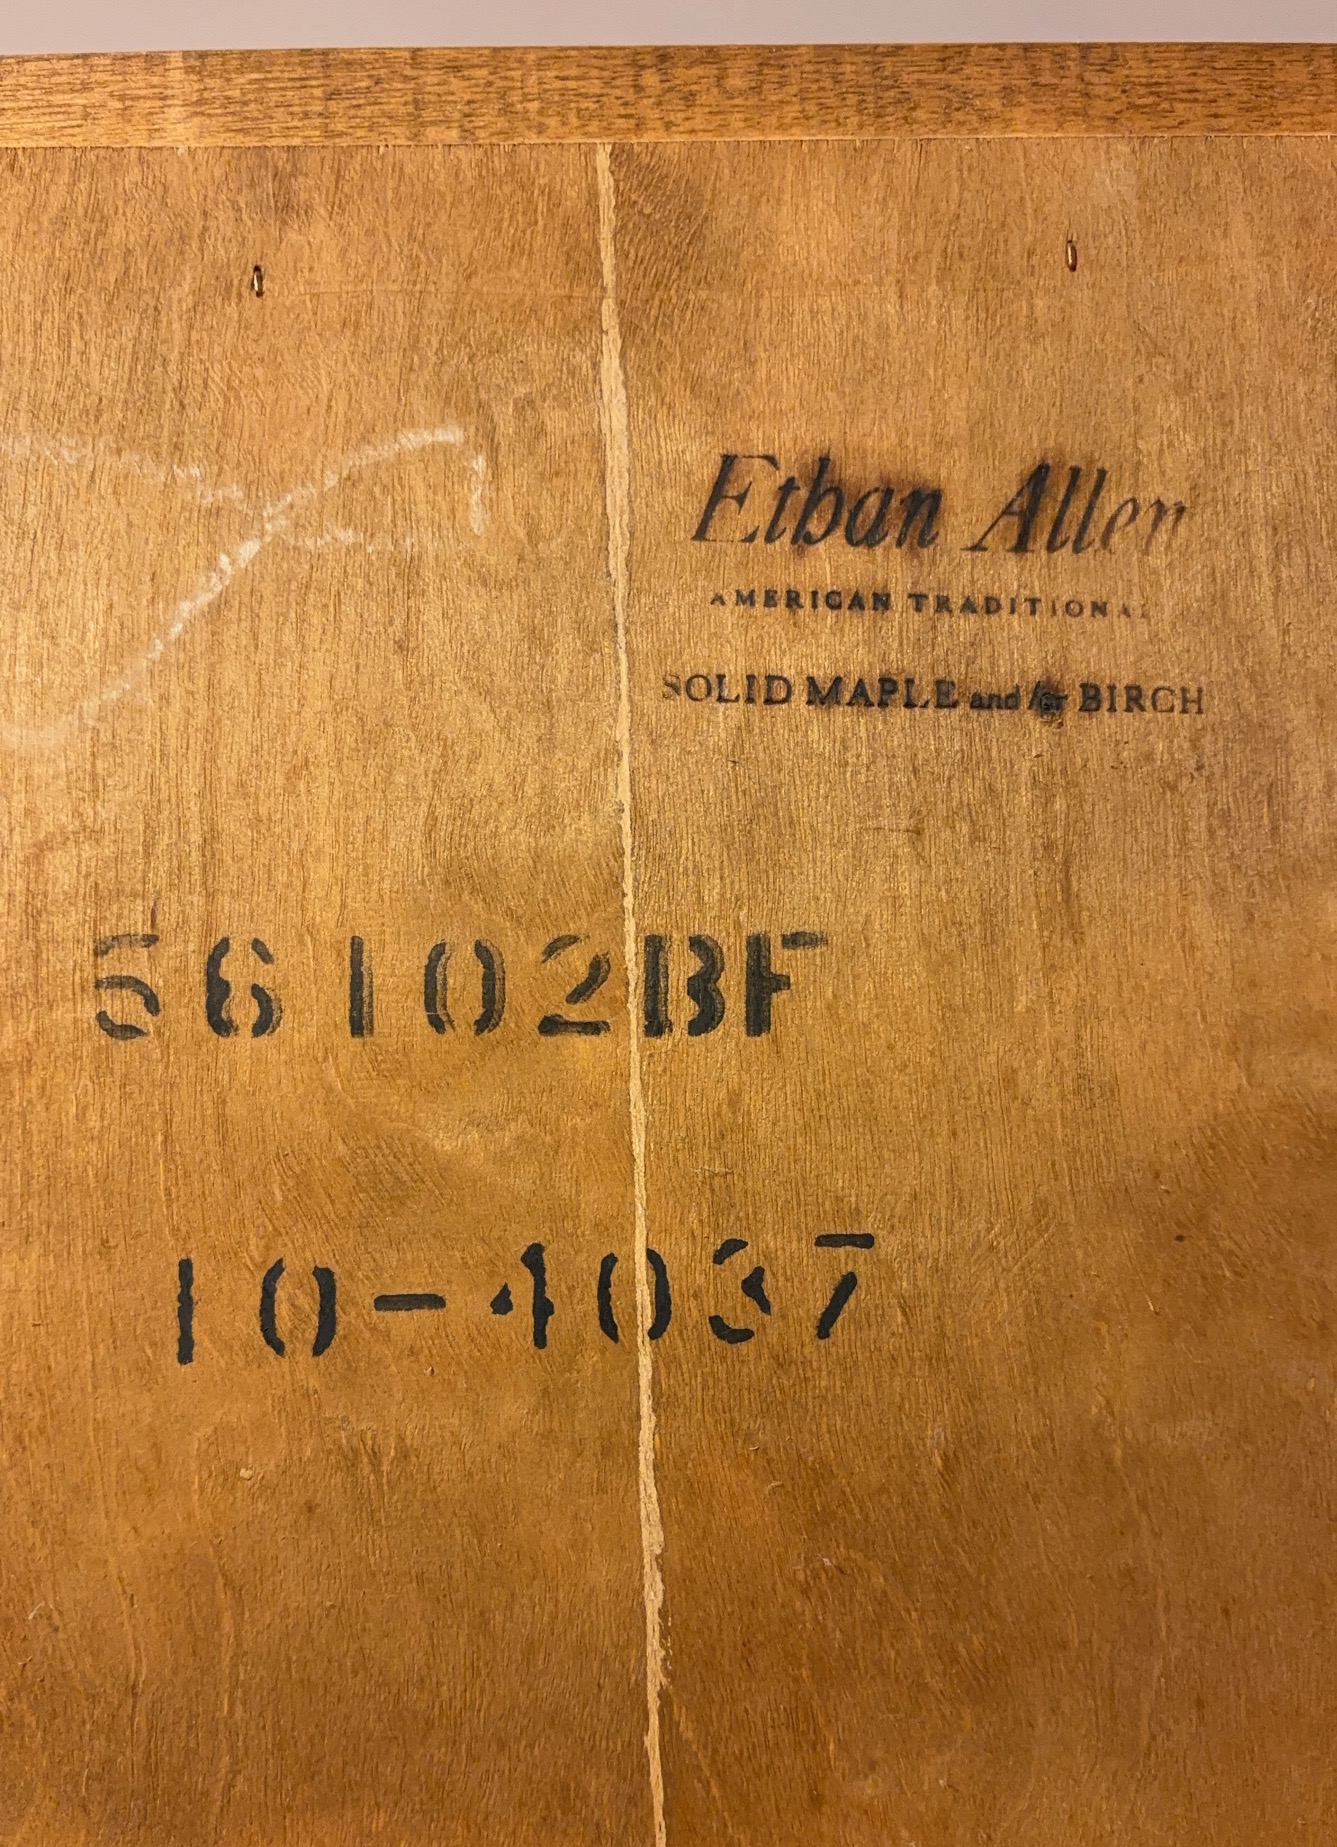 Ethan Allen
AMERICAN TRADITIONAL
SOLID MAPLE and/or BIRCH
56102BF
10-4037